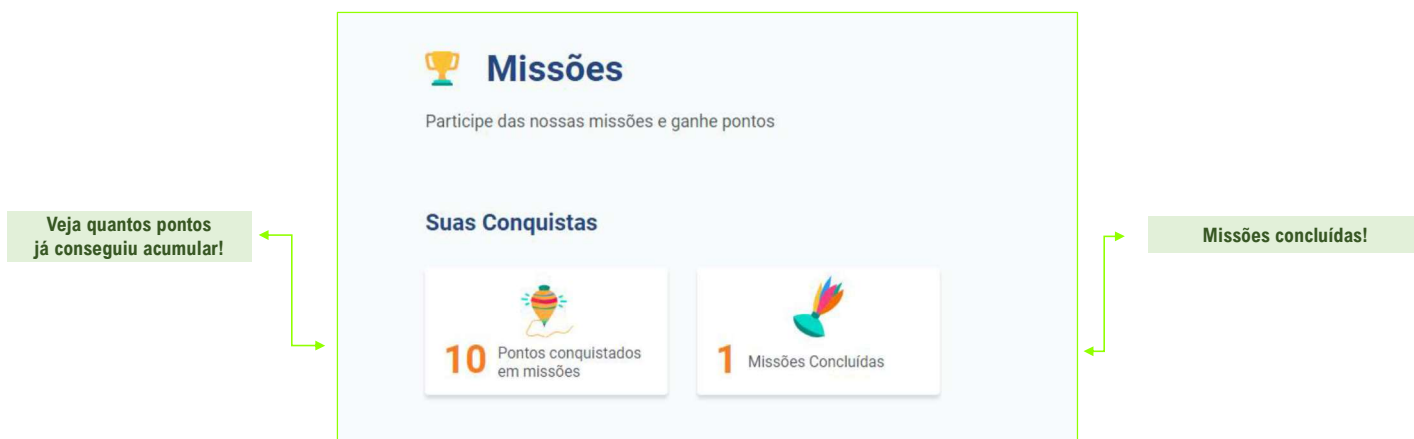 Missões
Participe das nossas missões e ganhe pontos
Veja quantos pontos
já conseguiu acumular!
Suas Conquistas
Missões concluídas!
10 Pontos conquistados
em missões
1 Missões Concluídas